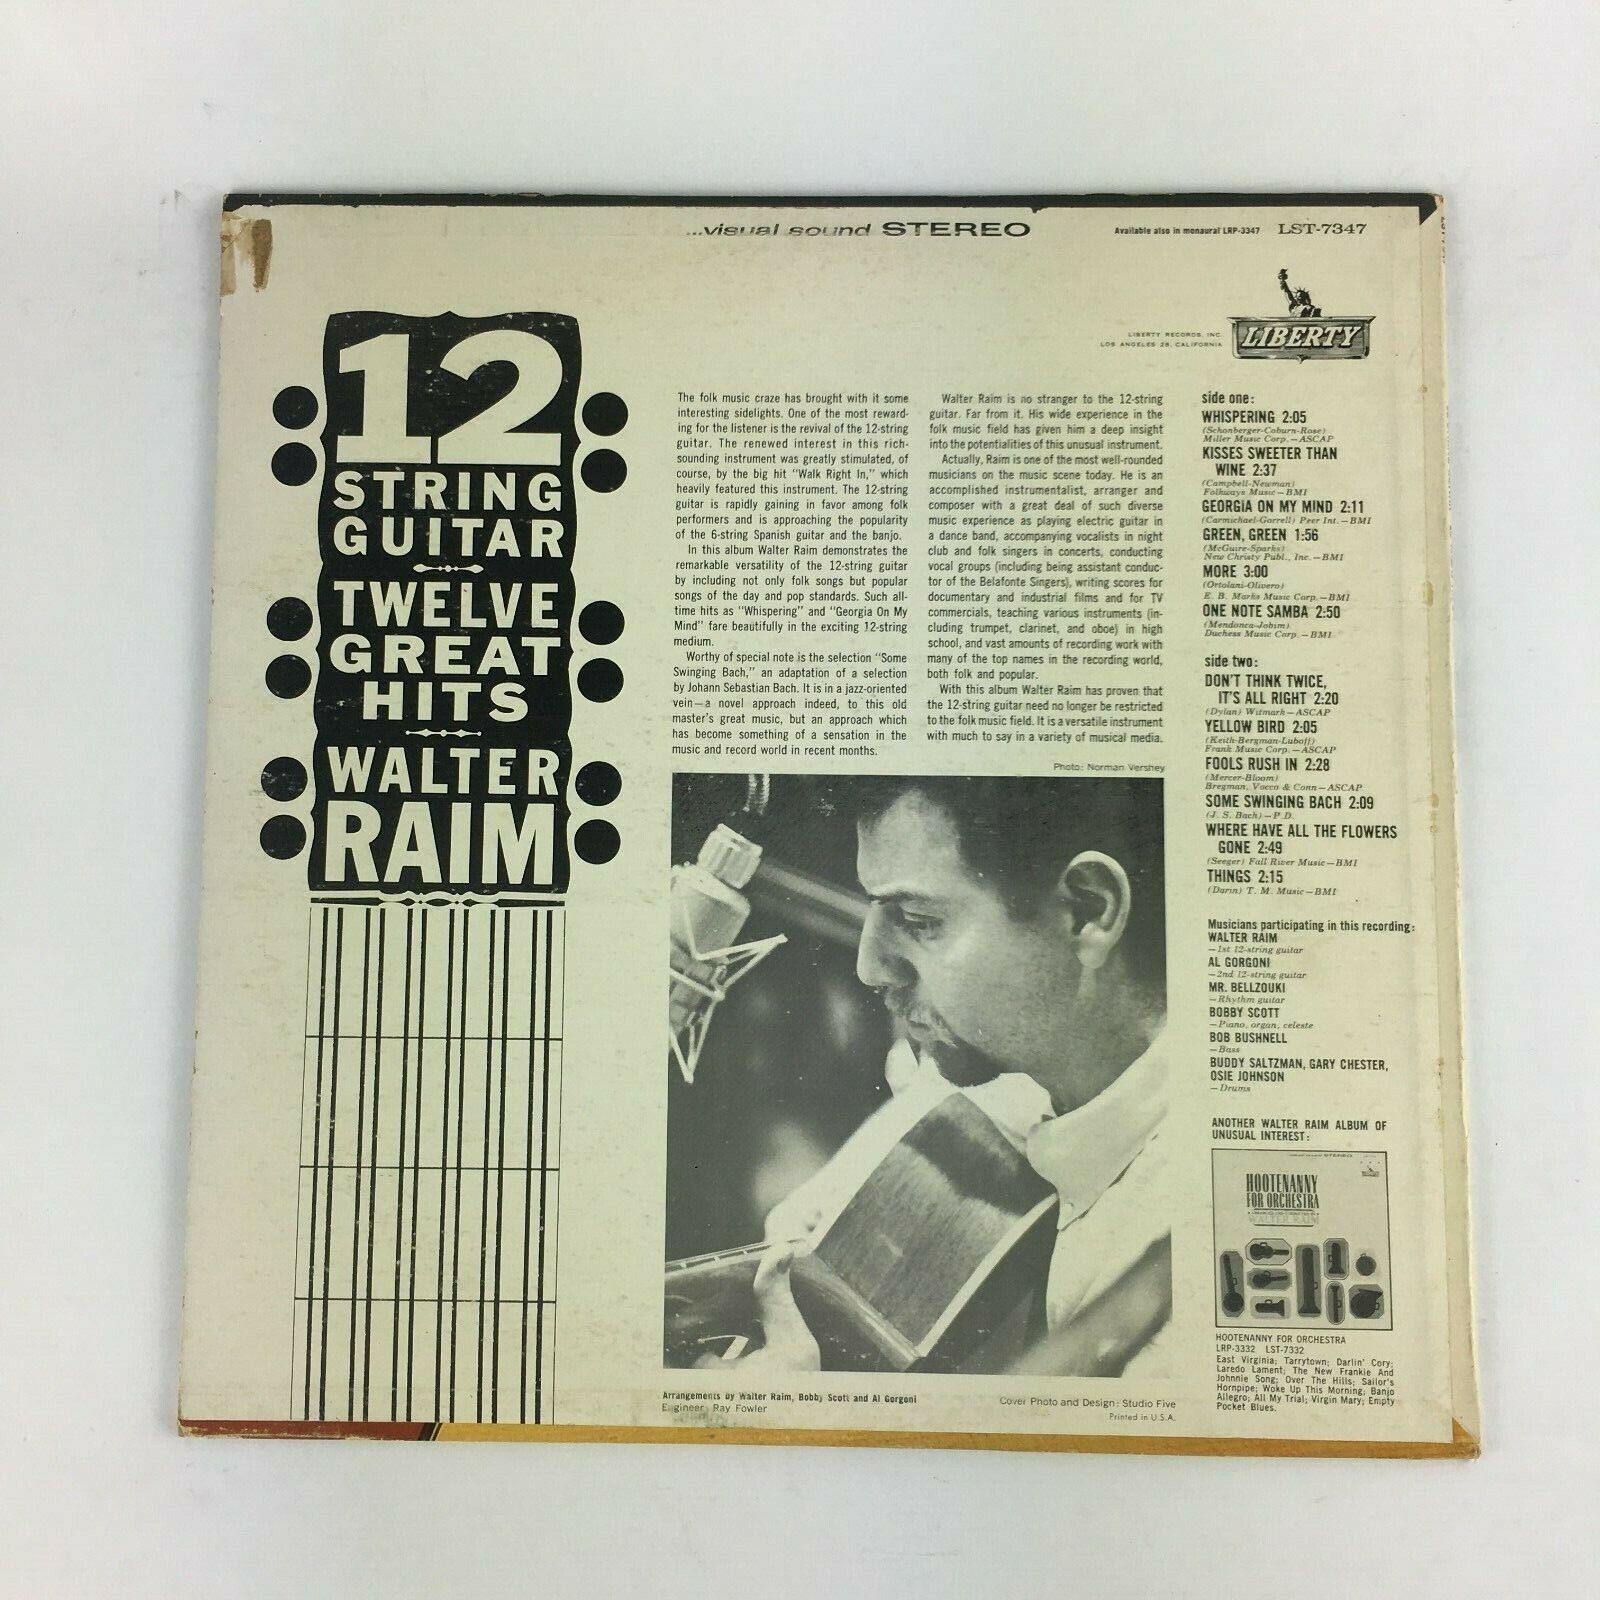 ...visual sound STEREO
Available also in monaural LRP-3347 LST-7347
LIBERTY RECORDS, INC.
LOS ANGELES 28, CALIFORNIA
LIBERTY
12
STRING
GUITAR
TWELVE
GREAT
HITS
WALTER
RAIM
The folk music craze has brought with it some
interesting sidelights. One of the most reward-
ing for the listener is the revival of the 12-string
guitar. The renewed interest in this rich-
sounding instrument was greatly stimulated, of
course, by the big hit "Walk Right In," which
heavily featured this instrument. The 12-string
guitar is rapidly gaining in favor among folk
performers and is approaching the popularity
of the 6-string Spanish guitar and the banjo.
In this album Walter Raim demonstrates the
remarkable versatility of the 12-string guitar
by including not only folk songs but popular
songs of the day and pop standards. Such all-
time hits as "Whispering" and "Georgia On My
Mind" fare beautifully in the exciting 12-string
medium.
Worthy of special note is the selection "Some
Swinging Bach," an adaptation of a selection
by Johann Sebastian Bach. It is in a jazz-oriented
vein—a novel approach indeed, to this old
master's great music, but an approach which
has become something of a sensation in the
music and record world in recent months.
Walter Raim is no stranger to the 12-string
guitar. Far from it. His wide experience in the
folk music field has given him a deep insight
into the potentialities of this unusual instrument.
Actually, Raim is one of the most well-rounded
musicians on the music scene today. He is an
accomplished instrumentalist, arranger and
composer with a great deal of such diverse
music experience as playing electric guitar in
a dance band, accompanying vocalists in night
club and folk singers in concerts, conducting
vocal groups (including being assistant conduc-
tor of the Belafonte Singers), writing scores for
documentary and industrial films and for TV
commercials, teaching various instruments (in-
cluding trumpet, clarinet, and oboe) in high
school, and vast amounts of recording work with
many of the top names in the recording world,
both folk and popular.
With this album Walter Raim has proven that
the 12-string guitar need no longer be restricted
to the folk music field. It is a versatile instrument
with much to say in a variety of musical media.
Photo: Norman Vershey
side one:
WHISPERING 2:05
(Schonberger-Coburn-Rose)
Miller Music Corp.—ASCAP
KISSES SWEETER THAN
WINE 2:37
(Campbell-Newman)
Folkways Music—BMI
GEORGIA ON MY MIND 2:11
(Carmichael-Gorrell) Peer Int.—BMI
GREEN, GREEN 1:56
(McGuire-Sparks)
New Christy Publ., Inc.—BMI
MORE 3:00
(Ortolani-Olivero)
E. B. Marks Music Corp.—BMI
ONE NOTE SAMBA 2:50
(Mendonca-Jobim)
Duchess Music Corp.—BMI
side two:
DON'T THINK TWICE,
IT'S ALL RIGHT 2:20
(Dylan) Witmark—ASCAP
YELLOW BIRD 2:05
(Keith-Bergman-Luboff)
Frank Music Corp.—ASCAP
FOOLS RUSH IN 2:28
(Mercer-Bloom)
Bregman, Vocco & Conn—ASCAP
SOME SWINGING BACH 2:09
(J. S. Bach)—P.D.
WHERE HAVE ALL THE FLOWERS
GONE 2:49
(Seeger) Fall River Music—BMI
THINGS 2:15
(Darin) T. M. Music—BMI
Musicians participating in this recording:
WALTER RAIM
—1st 12-string guitar
AL GORGONI
—2nd 12-string guitar
MR. BELLZOUKI
—Rhythm guitar
BOBBY SCOTT
—Piano, organ, celeste
BOB BUSHNELL
—Bass
BUDDY SALTZMAN, GARY CHESTER,
OSIE JOHNSON
—Drums
ANOTHER WALTER RAIM ALBUM OF
UNUSUAL INTEREST:
HOOTENANNY
FOR ORCHESTRA
WALTER RAIM
HOOTENANNY FOR ORCHESTRA
LRP-3332 LST-7332
East Virginia; Tarrytown; Darlin' Cory;
Laredo Lament; The New Frankie And
Johnnie Song; Over The Hills; Sailor's
Hornpipe; Woke Up This Morning; Banjo
Allegro; All My Trial; Virgin Mary; Empty
Pocket Blues.
Arrangements by Walter Raim, Bobby Scott and Al Gorgoni
Engineer: Ray Fowler
Cover Photo and Design: Studio Five
Printed in U.S.A.